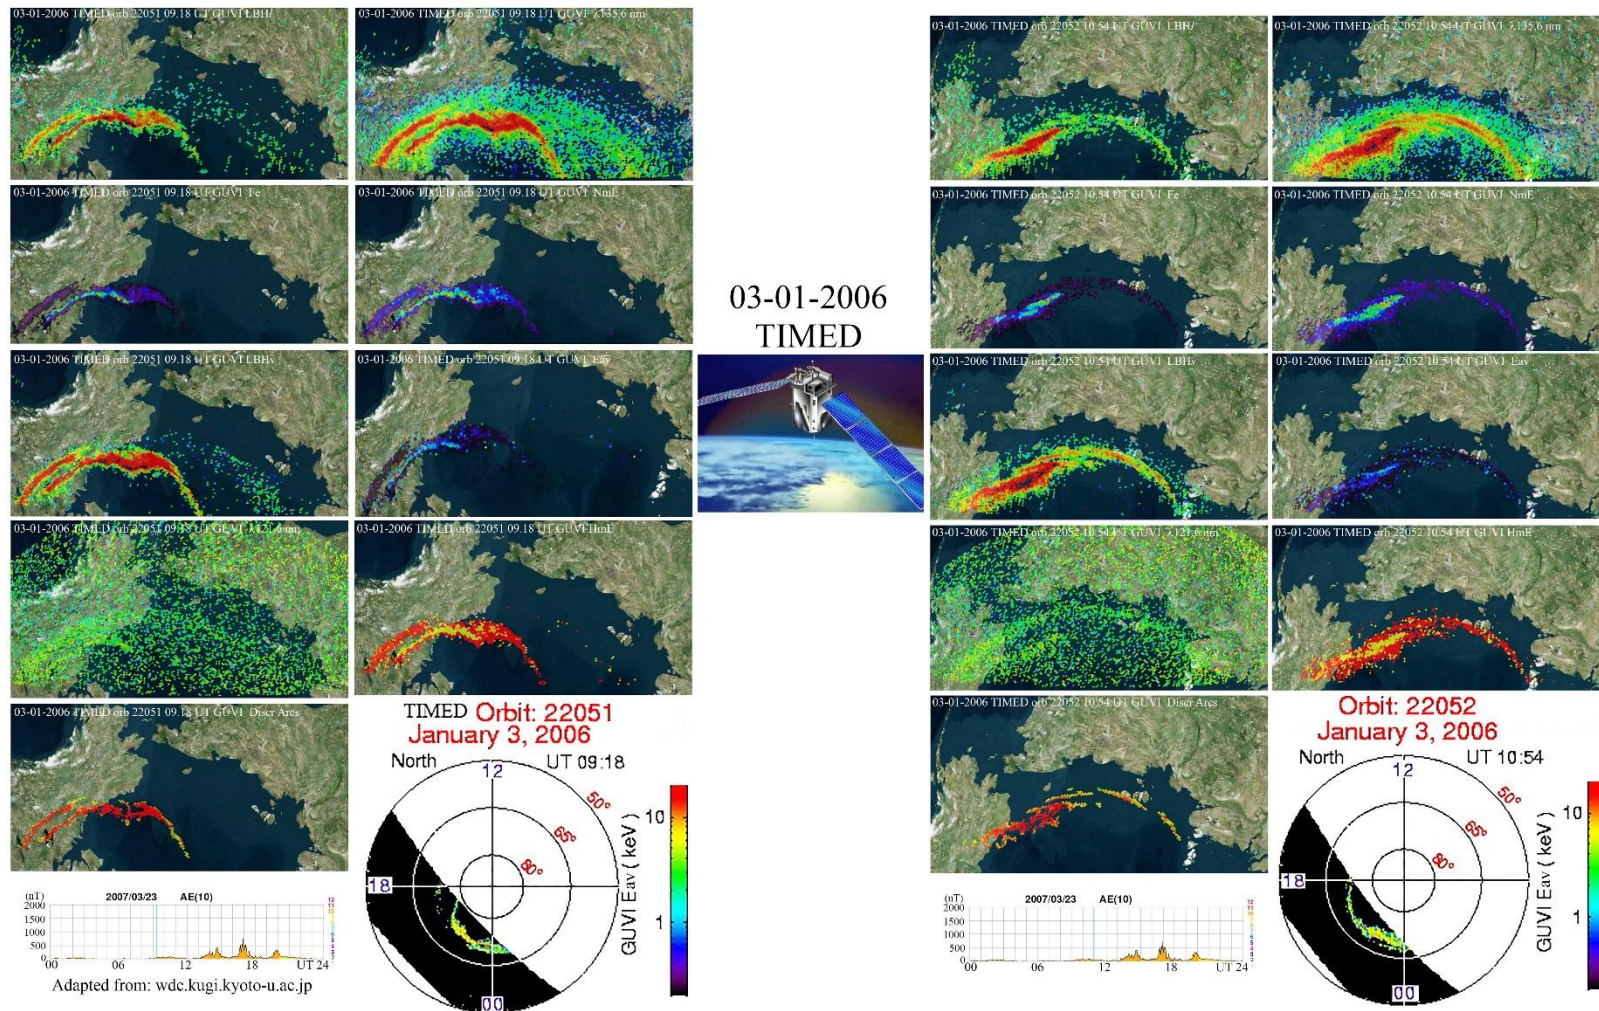 03-01-2006 TIMED orb 22051 09.18 UT GUVI LBHl
03-01-2006 TIMED orb 22051 09.18 UT GUVI λ135,6 nm
03-01-2006 TIMED orb 22051 09.18 UT GUVI Fe
03-01-2006 TIMED orb 22051 09.18 UT GUVI NmE
03-01-2006 TIMED orb 22051 09.18 UT GUVI LBHs
03-01-2006 TIMED orb 22051 09.18 UT GUVI Eav
03-01-2006 TIMED orb 22051 09.18 UT GUVI λ121,6 nm
03-01-2006 TIMED orb 22051 09.18 UT GUVI HmE
03-01-2006 TIMED orb 22051 09.18 UT GUVI Discr Arcs
TIMED Orbit: 22051
January 3, 2006
North UT 09:18
12
50°
65°
80°
18
00
10
1
GUVI Eav ( keV )
(nT) 2007/03/23 AE(10)
2000
1500
1000
500
0
00 06 12 18 UT 24
Adapted from: wdc.kugi.kyoto-u.ac.jp
03-01-2006
TIMED
03-01-2006 TIMED orb 22052 10.54 UT GUVI LBHl
03-01-2006 TIMED orb 22052 10.54 UT GUVI λ135,6 nm
03-01-2006 TIMED orb 22052 10.54 UT GUVI Fe
03-01-2006 TIMED orb 22052 10.54 UT GUVI NmE
03-01-2006 TIMED orb 22052 10.54 UT GUVI LBHs
03-01-2006 TIMED orb 22052 10.54 UT GUVI Eav
03-01-2006 TIMED orb 22052 10.54 UT GUVI λ121,6 nm
03-01-2006 TIMED orb 22052 10.54 UT GUVI HmE
03-01-2006 TIMED orb 22052 10.54 UT GUVI Discr Arcs
Orbit: 22052
January 3, 2006
North UT 10:54
12
50°
65°
80°
18
00
10
1
GUVI Eav ( keV )
(nT) 2007/03/23 AE(10)
2000
1500
1000
500
0
00 06 12 18 UT 24